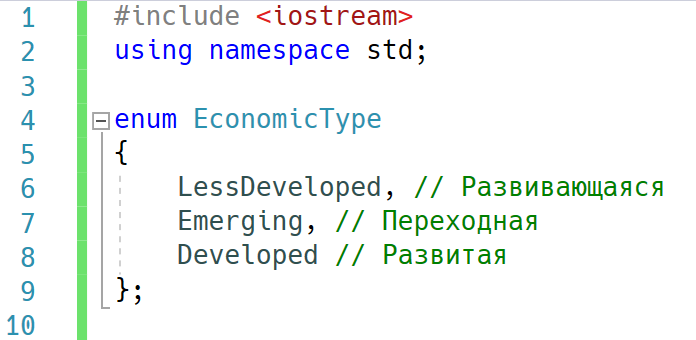 1 #include <iostream>
2 using namespace std;
3
4 enum EconomicType
5 {
6 LessDeveloped, // Развивающаяся
7 Emerging, // Переходная
8 Developed // Развитая
9 };
10